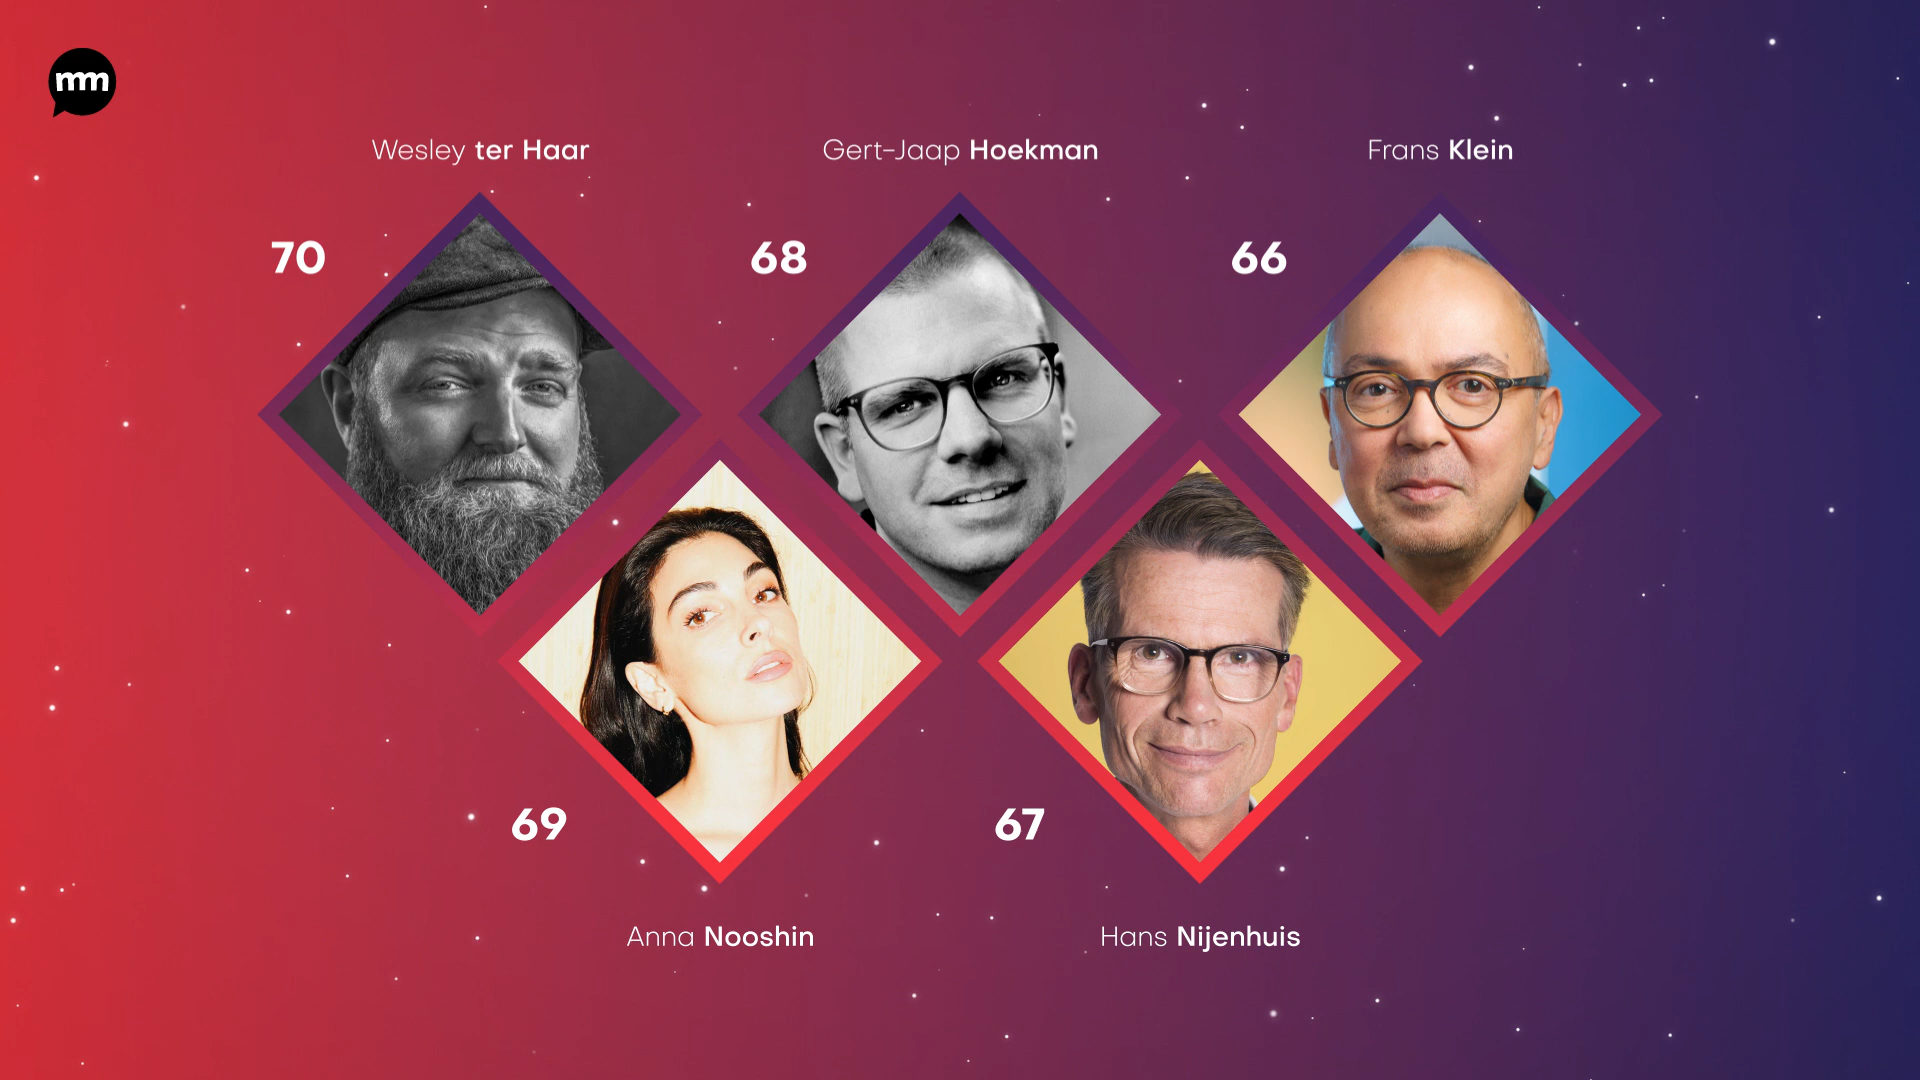 mm
Wesley ter Haar
Gert-Jaap Hoekman
Frans Klein
70
68
66
69
67
Anna Nooshin
Hans Nijenhuis